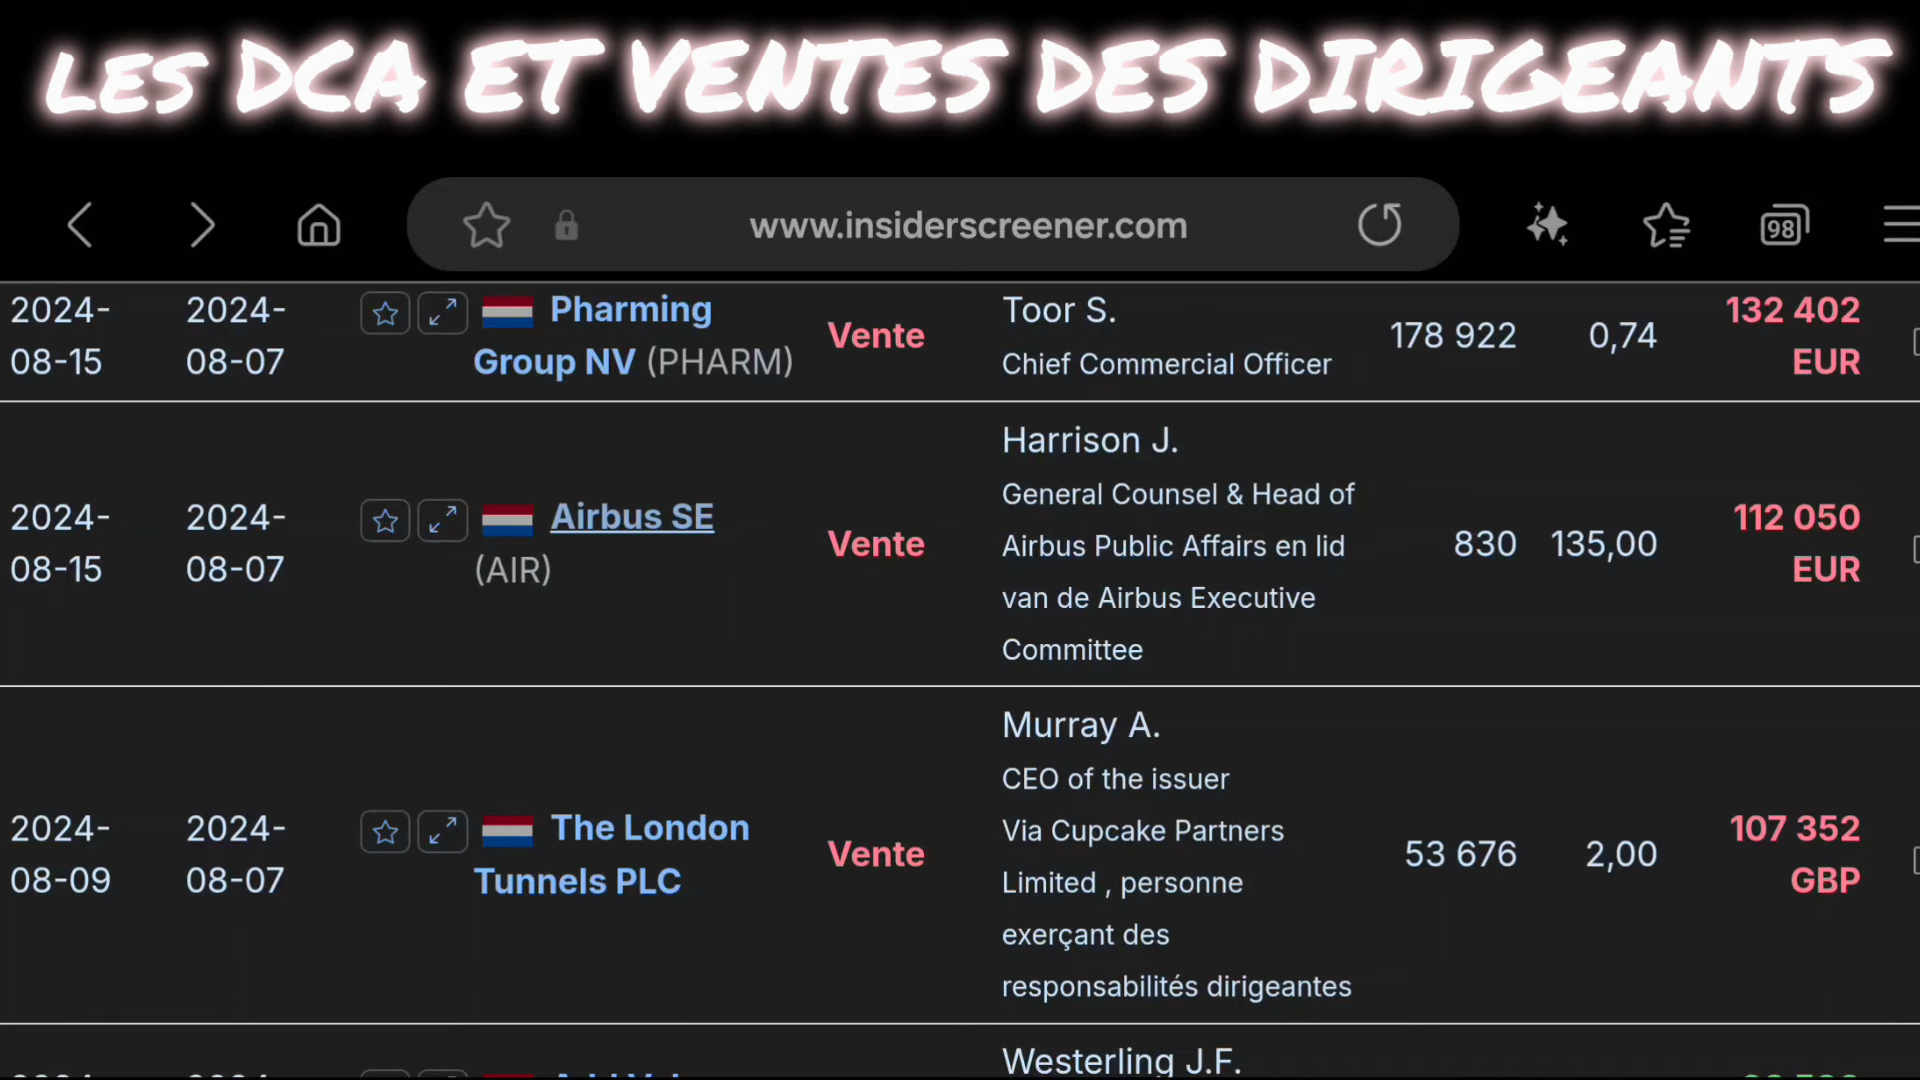 LES DCA ET VENTES DES DIRIGEANTS
www.insiderscreener.com
98
2024-08-15
2024-08-07
Pharming Group NV (PHARM)
Vente
Toor S.
Chief Commercial Officer
178 922
0,74
132 402 EUR
2024-08-15
2024-08-07
Airbus SE (AIR)
Vente
Harrison J.
General Counsel & Head of
Airbus Public Affairs en lid
van de Airbus Executive
Committee
830
135,00
112 050 EUR
2024-08-09
2024-08-07
The London Tunnels PLC
Vente
Murray A.
CEO of the issuer
Via Cupcake Partners
Limited , personne
exerçant des
responsabilités dirigeantes
53 676
2,00
107 352 GBP
Westerling J.F.